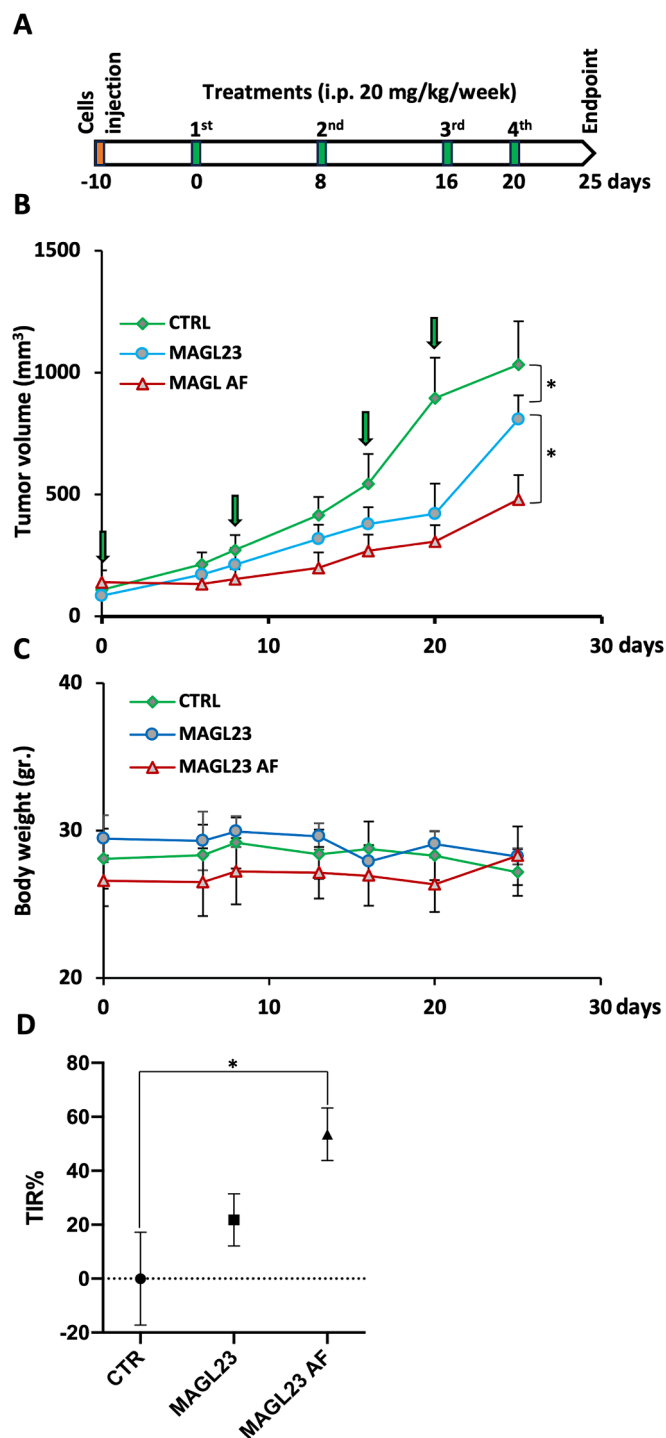 A
Cells
injection
Treatments (i.p. 20 mg/kg/week)
Endpoint
1st 2nd 3rd 4th
-10 0 8 16 20 25 days
B
1500
1000
500
0
Tumor volume (mm³)
CTRL
MAGL23
MAGL AF
*
*
0 10 20 30 days
C
40
30
20
Body weight (gr.)
CTRL
MAGL23
MAGL23 AF
0 10 20 30 days
D
80
60
40
20
0
-20
TIR%
*
CTR
MAGL23
MAGL23 AF